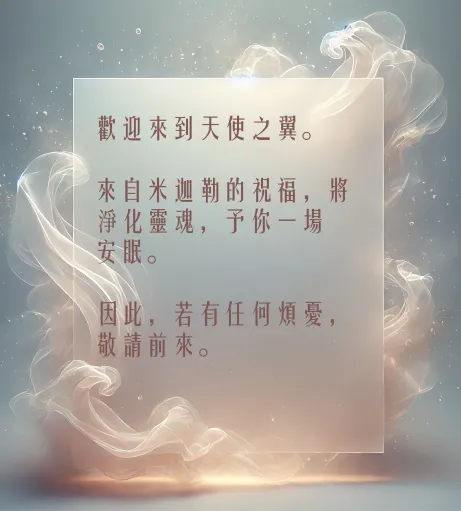 歡迎來到天使之翼。
來自米迦勒的祝福，將
淨化靈魂，予你一場
安眠。
因此，若有任何煩憂，
敬請前來。